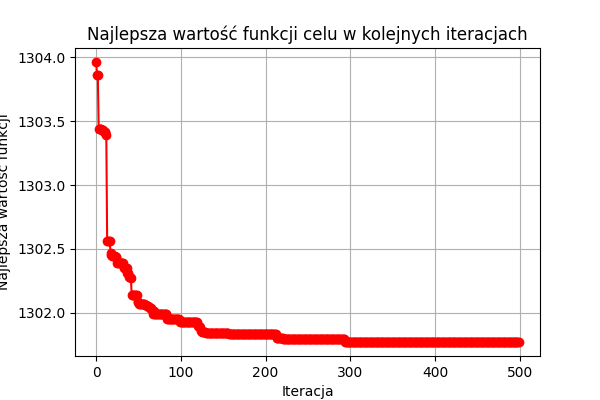 Najlepsza wartość funkcji celu w kolejnych iteracjach
Najlepsza wartość funkcji
1304.0
1303.5
1303.0
1302.5
1302.0
0 100 200 300 400 500
Iteracja